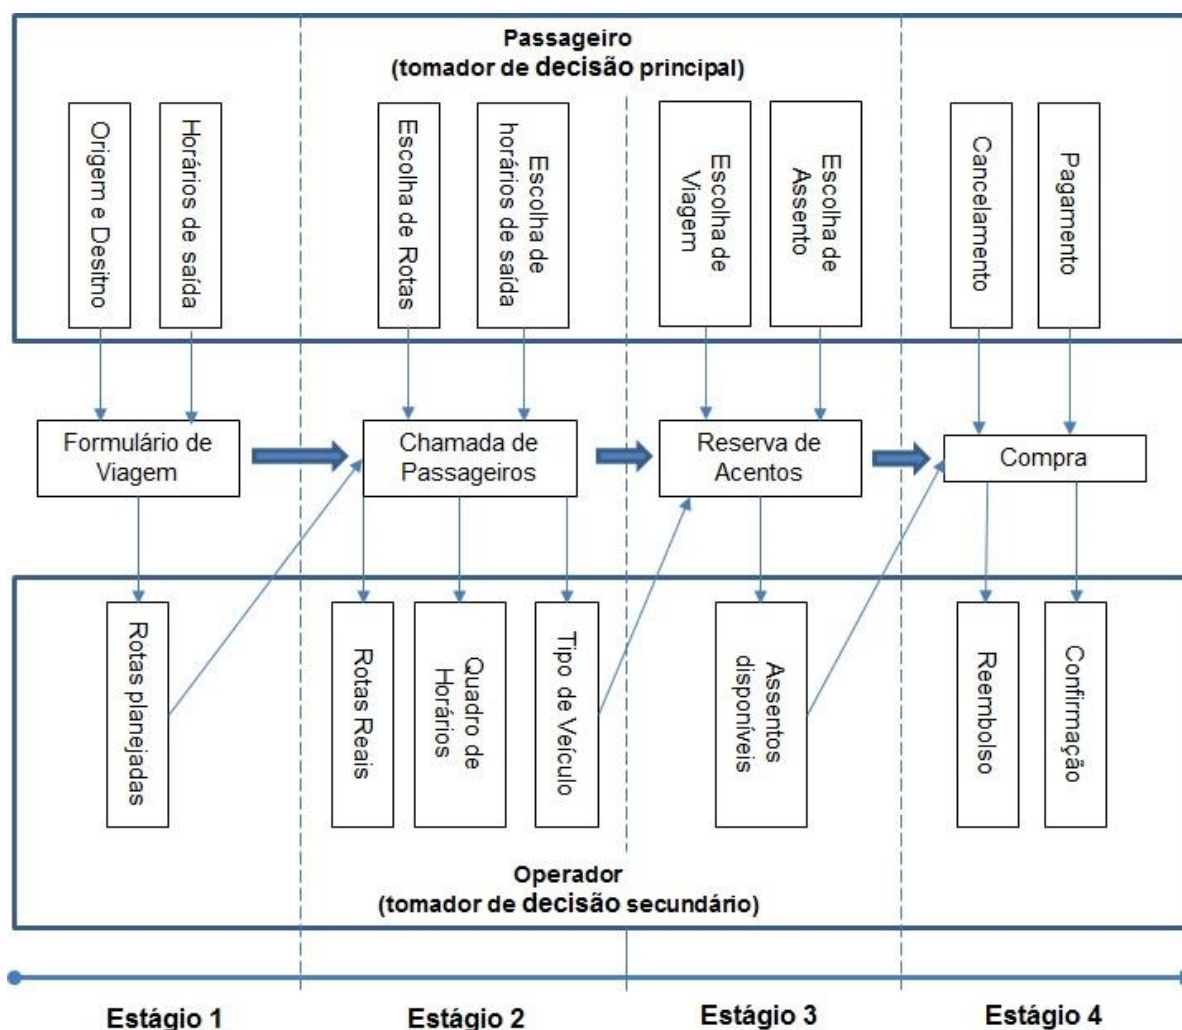 Passageiro
(tomador de decisão principal)
Origem e Desitno
Horários de saída
Escolha de Rotas
Escolha de
horários de saída
Escolha de
Viagem
Escolha de
Assento
Cancelamento
Pagamento
Formulário de
Viagem
Chamada de
Passageiros
Reserva de
Acentos
Compra
Rotas planejadas
Rotas Reais
Quadro de
Horários
Tipo de Veículo
Assentos
disponíveis
Reembolso
Confirmação
Operador
(tomador de decisão secundário)
Estágio 1
Estágio 2
Estágio 3
Estágio 4